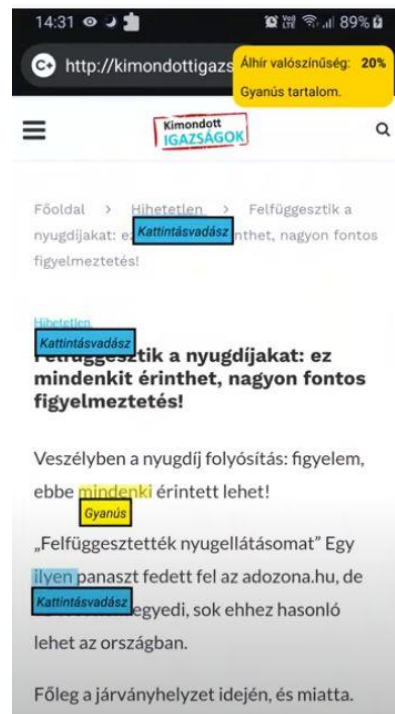 14:31 89%
http://kimondottigazs
Álhír valószínűség: 20%
Gyanús tartalom.
Kimondott
IGAZSÁGOK
Főoldal > Hihetetlen > Felfüggesztik a
nyugdíjakat: ez nthet, nagyon fontos
Kattintásvadász
figyelmeztetés!
Hihetetlen
Kattintásvadász
Felfüggesztik a nyugdíjakat: ez
mindenkit érinthet, nagyon fontos
figyelmeztetés!
Veszélyben a nyugdíj folyósítás: figyelem,
ebbe mindenki érintett lehet!
Gyanús
„Felfüggesztették nyugellátásomat” Egy
ilyen panaszt fedett fel az adozona.hu, de
Kattintásvadász
egyedi, sok ehhez hasonló
lehet az országban.
Főleg a járványhelyzet idején, és miatta.